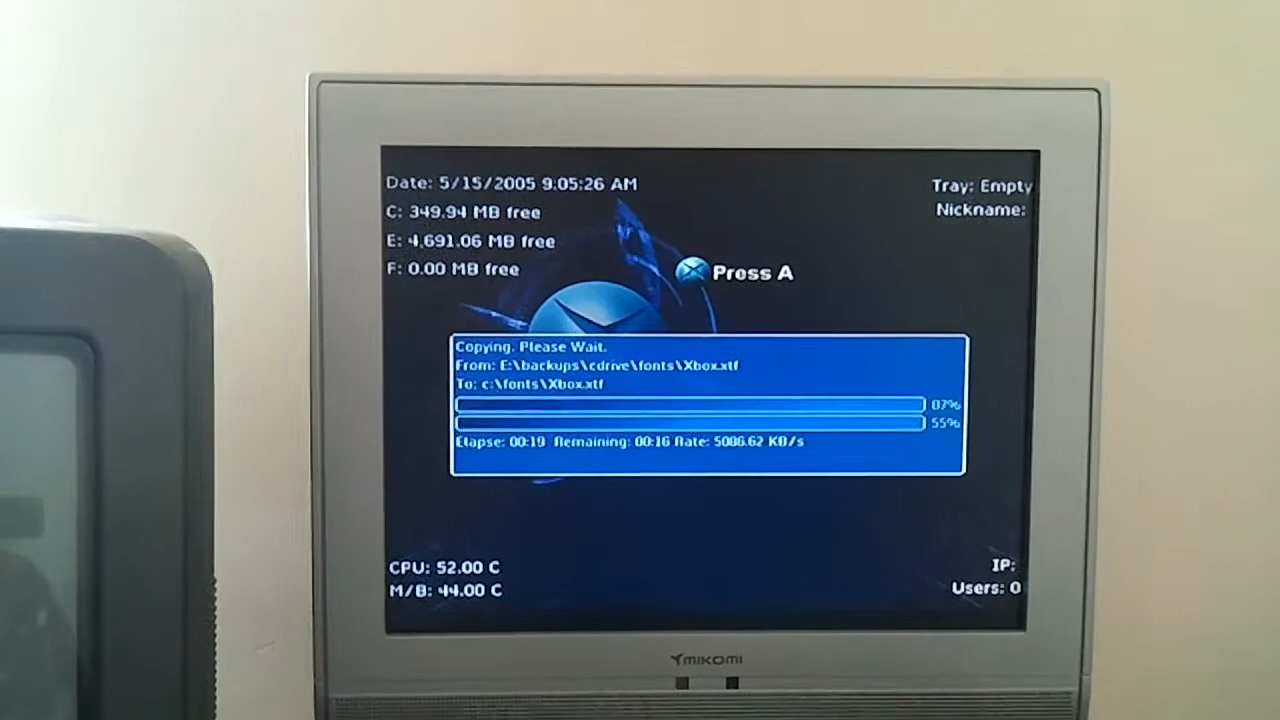 Date: 5/15/2005 9:05:26 AM
Tray: Empty
C: 349.94 MB free
Nickname:
E: 4,691.06 MB free
F: 0.00 MB free
Press A
Copying. Please Wait.
From: E:\backups\cdrive\fonts\Xbox.xtf
To: c:\fonts\Xbox.xtf
87%
55%
Elapse: 00:19 Remaining: 00:16 Rate: 5086.62 KB/s
CPU: 52.00 C
IP:
M/B: 44.00 C
Users: 0
MIKOMI